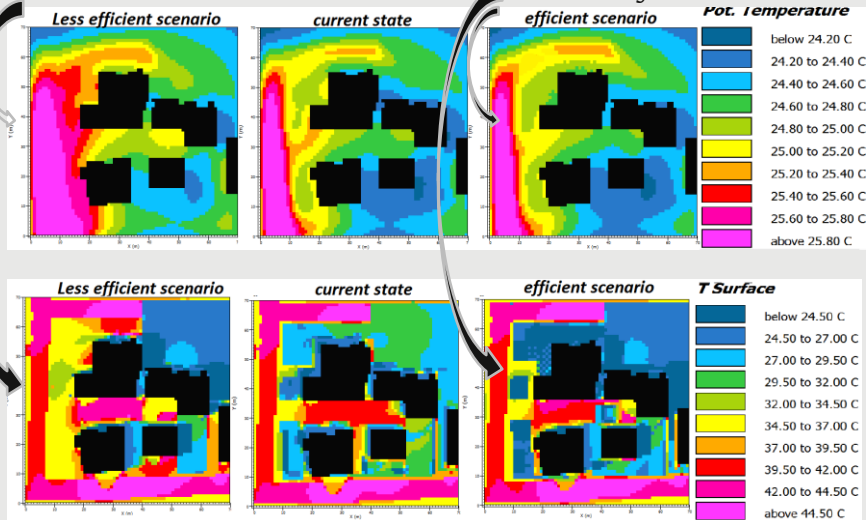 Less efficient scenario
current state
efficient scenario
Pot. Temperature
below 24.20 C
24.20 to 24.40 C
24.40 to 24.60 C
24.60 to 24.80 C
24.80 to 25.00 C
25.00 to 25.20 C
25.20 to 25.40 C
25.40 to 25.60 C
25.60 to 25.80 C
above 25.80 C
Y (m)
X (m)
X (m)
X (m)
Less efficient scenario
current state
efficient scenario
T Surface
below 24.50 C
24.50 to 27.00 C
27.00 to 29.50 C
29.50 to 32.00 C
32.00 to 34.50 C
34.50 to 37.00 C
37.00 to 39.50 C
39.50 to 42.00 C
42.00 to 44.50 C
above 44.50 C
Y (m)
Y (m)
X (m)
X (m)
X (m)